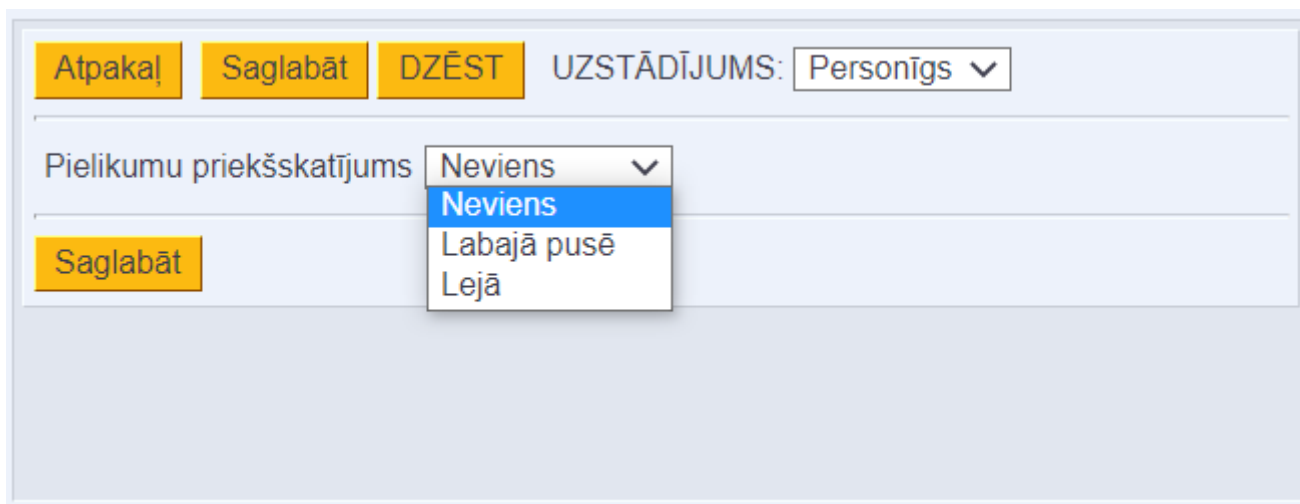 Atpakaļ Saglabāt DZĒST UZSTĀDĪJUMS: Personīgs
Pielikumu priekšskatījums Neviens
Neviens
Labajā pusē
Lejā
Saglabāt